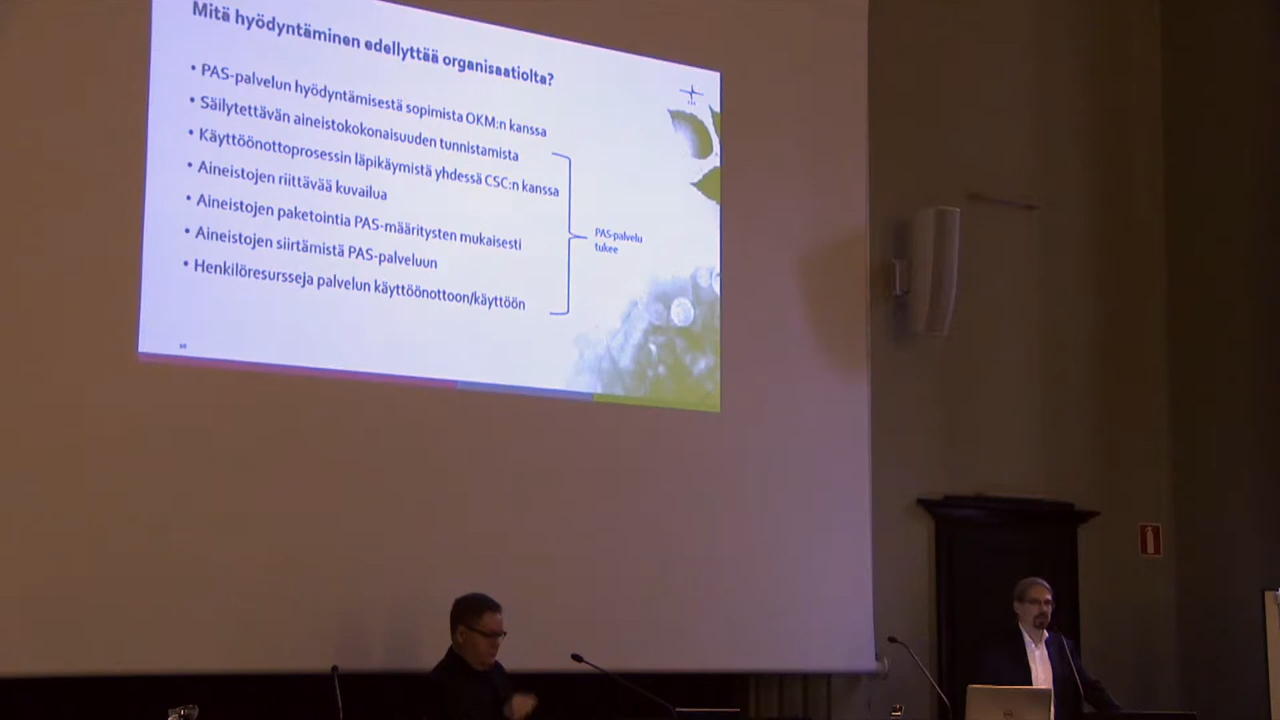 Mitä hyödyntäminen edellyttää organisaatiolta?
• PAS-palvelun hyödyntämisestä sopimista OKM:n kanssa
• Säilytettävän aineistokokonaisuuden tunnistamista
• Käyttöönottoprosessin läpikäymistä yhdessä CSC:n kanssa
• Aineistojen riittävää kuvailua
• Aineistojen paketointia PAS-määritysten mukaisesti
• Aineistojen siirtämistä PAS-palveluun
• Henkilöresursseja palvelun käyttöönottoon/käyttöön
PAS-palvelu
tukee